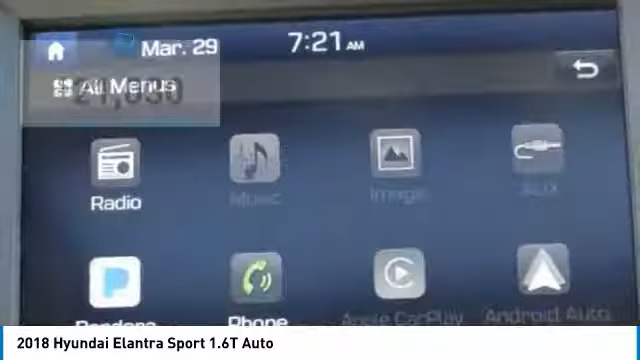 Mar. 29 7:21 AM
All Menus
Radio Music Image AUX
Pandora Phone Apple CarPlay Android Auto
2018 Hyundai Elantra Sport 1.6T Auto